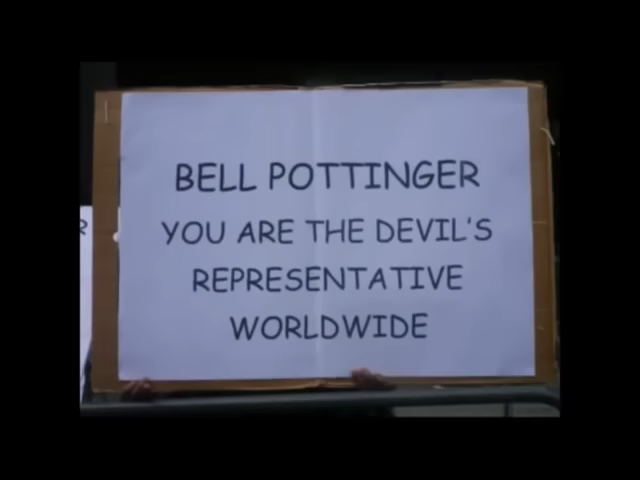 BELL POTTINGER
YOU ARE THE DEVIL'S
REPRESENTATIVE
WORLDWIDE